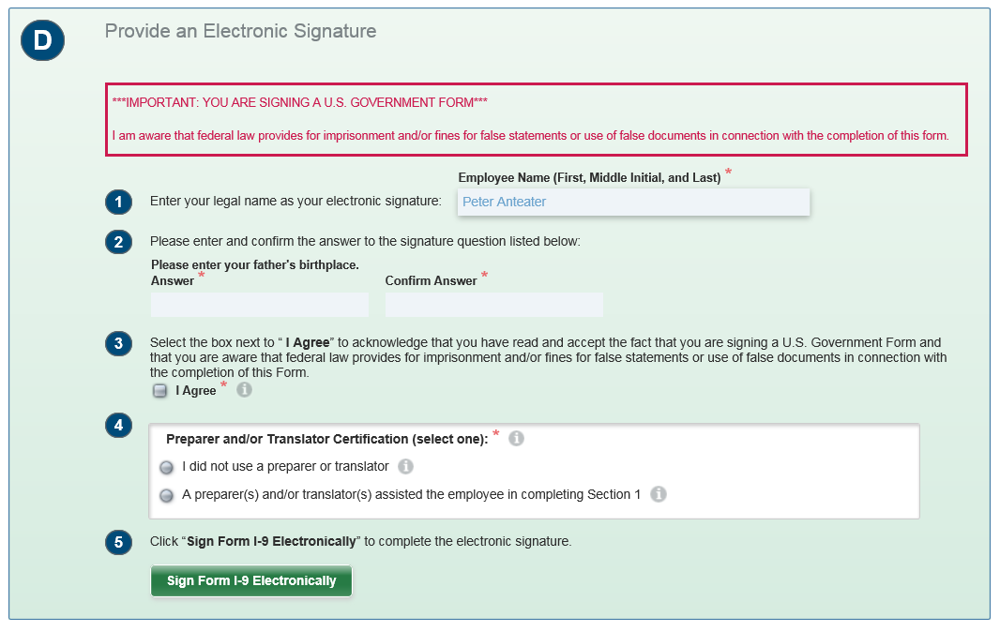 D
Provide an Electronic Signature
***IMPORTANT: YOU ARE SIGNING A U.S. GOVERNMENT FORM***
I am aware that federal law provides for imprisonment and/or fines for false statements or use of false documents in connection with the completion of this form.
Employee Name (First, Middle Initial, and Last) *
1 Enter your legal name as your electronic signature: Peter Anteater
2 Please enter and confirm the answer to the signature question listed below:
Please enter your father's birthplace.
Answer * Confirm Answer *
3 Select the box next to “ I Agree” to acknowledge that you have read and accept the fact that you are signing a U.S. Government Form and
that you are aware that federal law provides for imprisonment and/or fines for false statements or use of false documents in connection with
the completion of this Form.
I Agree * i
4
Preparer and/or Translator Certification (select one): * i
I did not use a preparer or translator i
A preparer(s) and/or translator(s) assisted the employee in completing Section 1 i
5 Click “Sign Form I-9 Electronically” to complete the electronic signature.
Sign Form I-9 Electronically